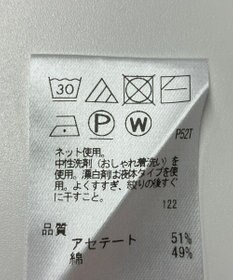 30
P W
P52T
ネット使用。
中性洗剤（おしゃれ着洗い）を
使用。漂白剤は液体タイプを使
用。よくすすぎ、絞りの後すぐ
に干すこと。
122
品質
アセテート 51%
綿 49%